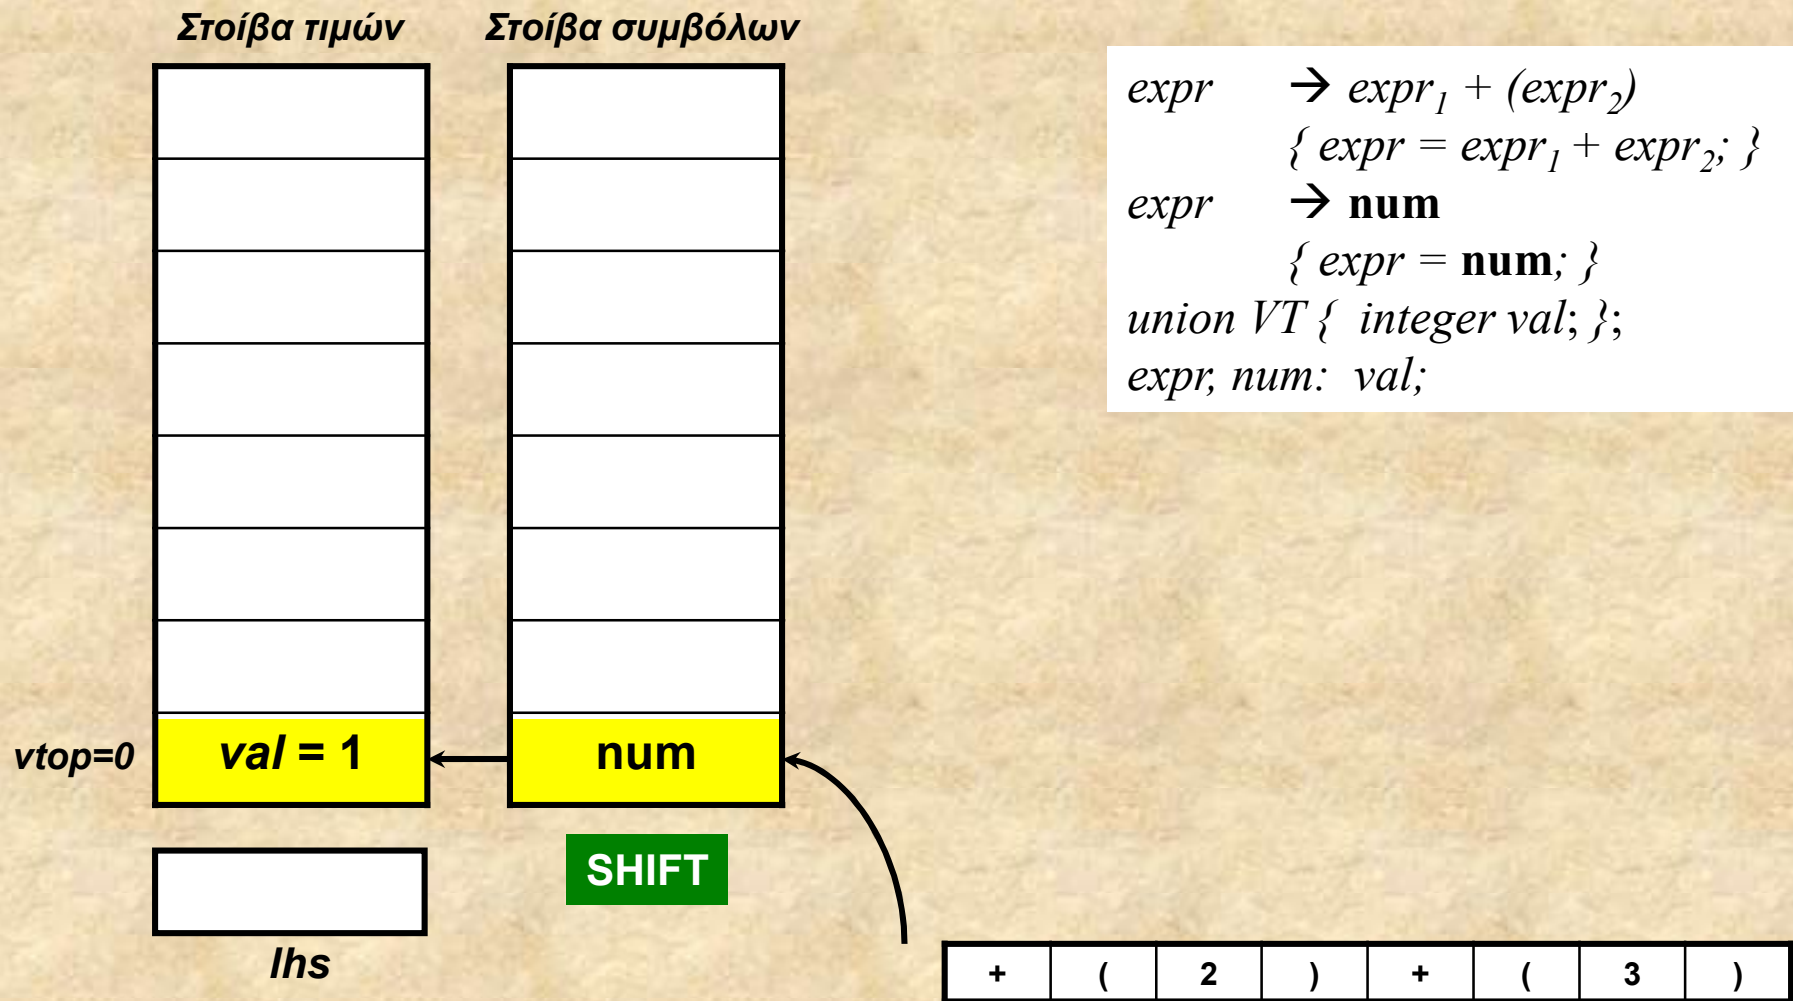 Στοίβα τιμών
Στοίβα συμβόλων
expr → expr1 + (expr2)
{ expr = expr1 + expr2; }
expr → num
{ expr = num; }
union VT { integer val; };
expr, num: val;
vtop=0
val = 1
num
SHIFT
lhs
+ ( 2 ) + ( 3 )